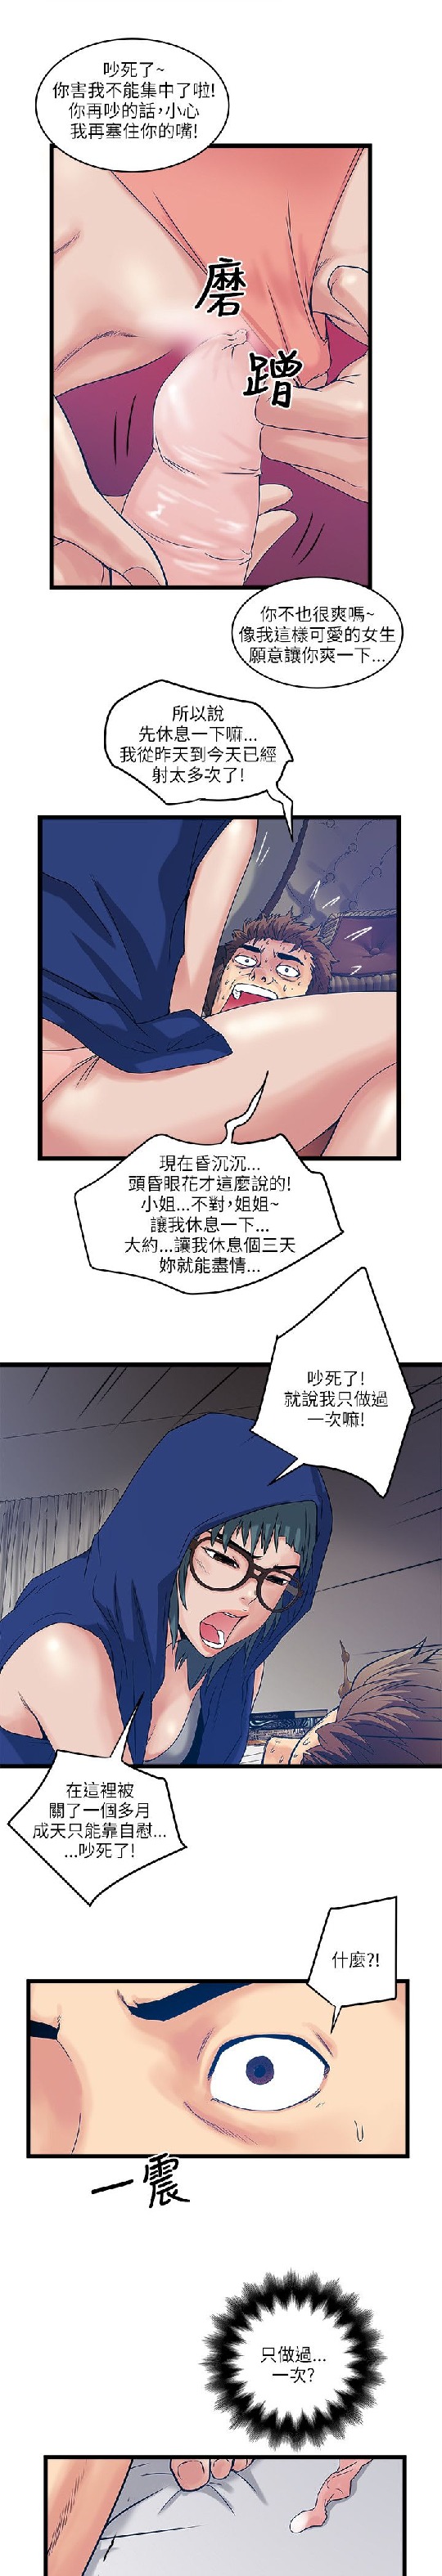 吵死了~
你害我不能集中了啦!
你再吵的話,小心
我再塞住你的嘴!
磨
蹭
你不也很爽嗎~
像我這樣可愛的女生
願意讓你爽一下...
所以說
先休息一下嘛...
我從昨天到今天已經
射太多次了!
現在昏沉沉...
頭昏眼花才這麼說的!
小姐...不對,姐姐~
讓我休息一下...
大約...讓我休息個三天
妳就能盡情...
吵死了!
就說我只做過
一次嘛!
在這裡被
關了一個多月
成天只能靠自慰...
...吵死了!
什麼?!
一震
只做過...
一次?